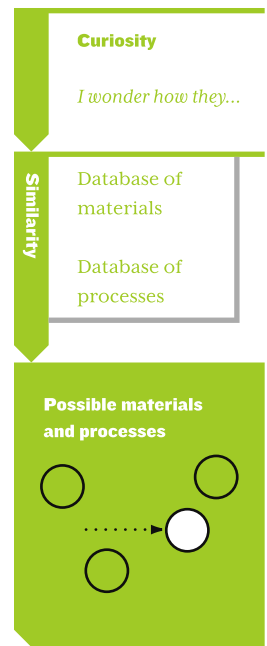 Curiosity
I wonder how they...
Similarity
Database of
materials
Database of
processes
Possible materials
and processes